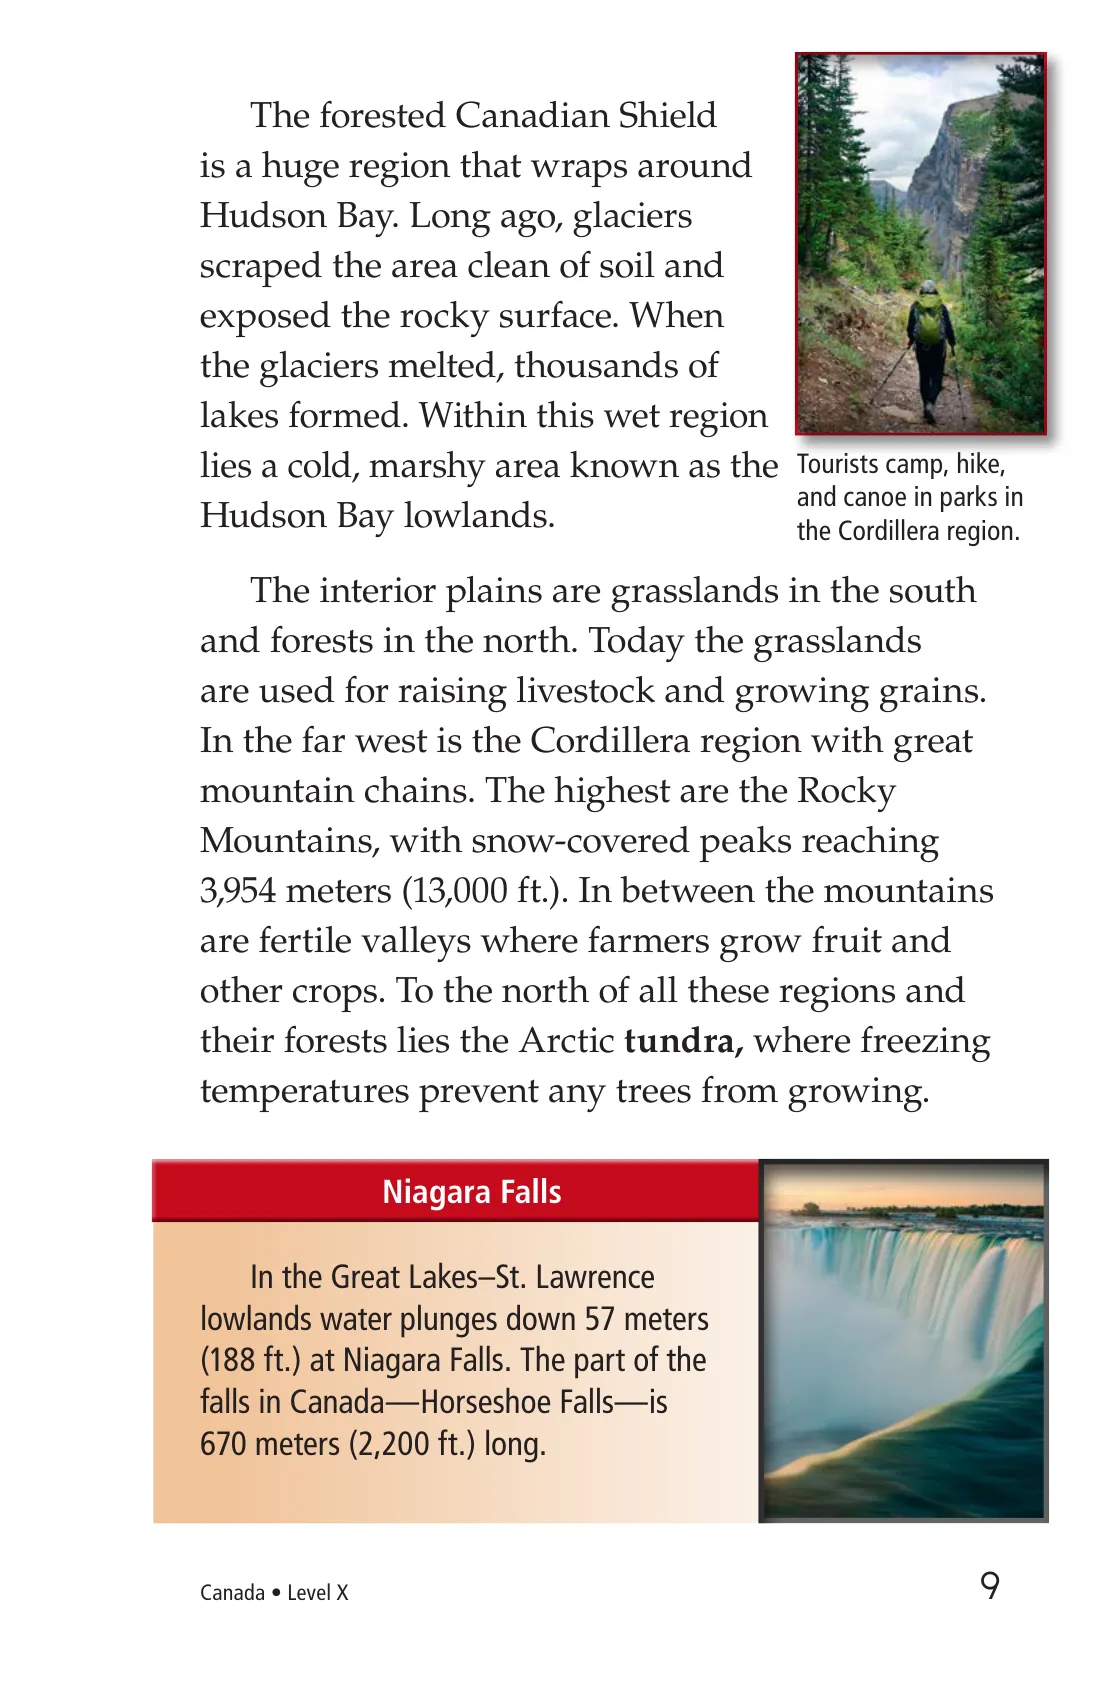 The forested Canadian Shield
is a huge region that wraps around
Hudson Bay. Long ago, glaciers
scraped the area clean of soil and
exposed the rocky surface. When
the glaciers melted, thousands of
lakes formed. Within this wet region
lies a cold, marshy area known as the
Hudson Bay lowlands.
Tourists camp, hike,
and canoe in parks in
the Cordillera region.
The interior plains are grasslands in the south
and forests in the north. Today the grasslands
are used for raising livestock and growing grains.
In the far west is the Cordillera region with great
mountain chains. The highest are the Rocky
Mountains, with snow-covered peaks reaching
3,954 meters (13,000 ft.). In between the mountains
are fertile valleys where farmers grow fruit and
other crops. To the north of all these regions and
their forests lies the Arctic tundra, where freezing
temperatures prevent any trees from growing.
Niagara Falls
In the Great Lakes–St. Lawrence
lowlands water plunges down 57 meters
(188 ft.) at Niagara Falls. The part of the
falls in Canada—Horseshoe Falls—is
670 meters (2,200 ft.) long.
Canada • Level X
9